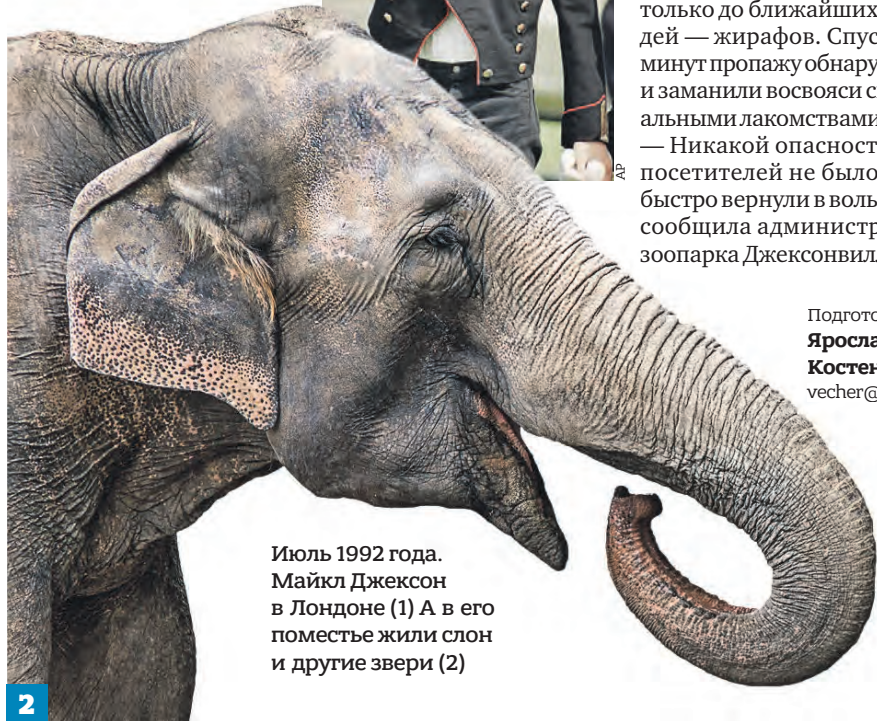 только до ближайших
дей — жирафов. Спус
минут пропажу обнару
и заманили восвояси с
альными лакомствами
— Никакой опасност
посетителей не было
быстро вернули в воль
сообщила администр
зоопарка Джексонвил
AP
Подгото
Яросла
Костен
vecher@
Июль 1992 года.
Майкл Джексон
в Лондоне (1) А в его
поместье жили слон
и другие звери (2)
2